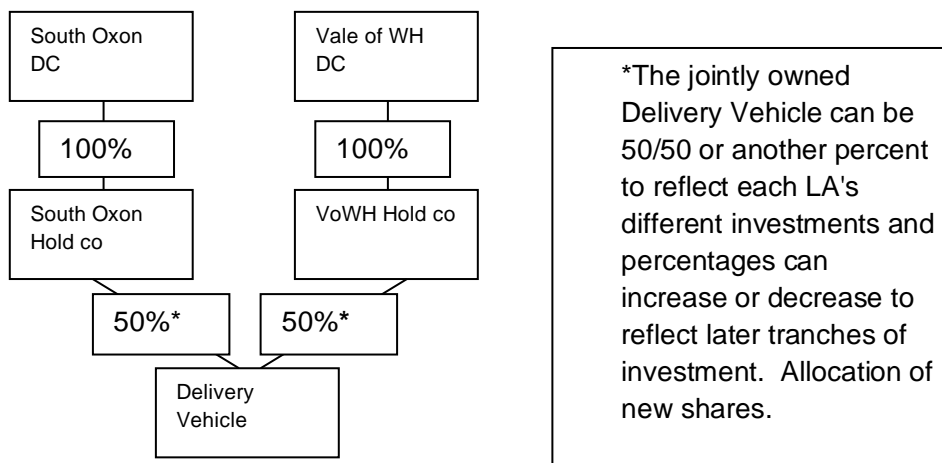 South Oxon
DC
Vale of WH
DC
100%
100%
South Oxon
Hold co
VoWH Hold co
50%*
50%*
Delivery
Vehicle
*The jointly owned
Delivery Vehicle can be
50/50 or another percent
to reflect each LA's
different investments and
percentages can
increase or decrease to
reflect later tranches of
investment.  Allocation of
new shares.